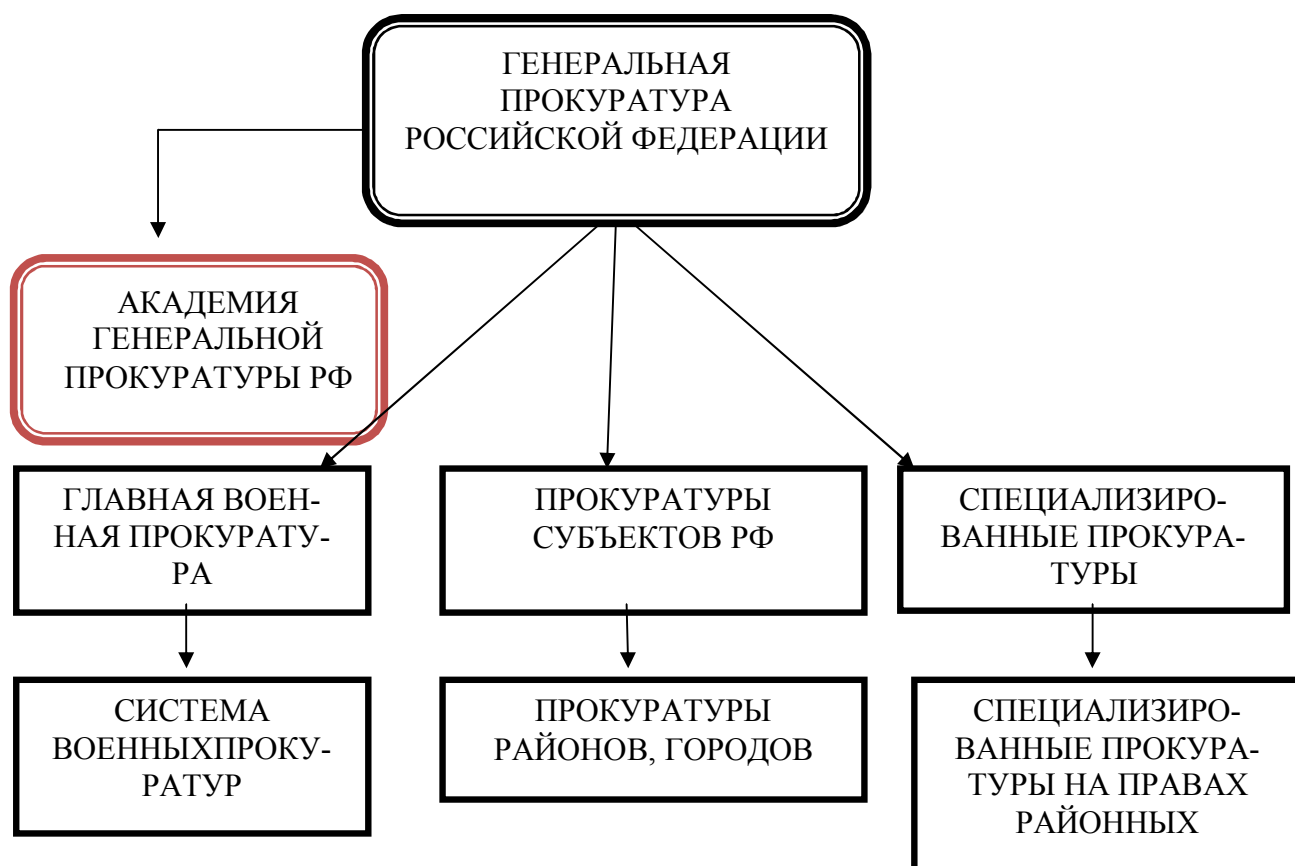 ГЕНЕРАЛЬНАЯ
ПРОКУРАТУРА
РОССИЙСКОЙ ФЕДЕРАЦИИ
АКАДЕМИЯ
ГЕНЕРАЛЬНОЙ
ПРОКУРАТУРЫ РФ
ГЛАВНАЯ ВОЕН-
НАЯ ПРОКУРАТУ-
РА
ПРОКУРАТУРЫ
СУБЪЕКТОВ РФ
СПЕЦИАЛИЗИРО-
ВАННЫЕ ПРОКУРА-
ТУРЫ
СИСТЕМА
ВОЕННЫХПРОКУ-
РАТУР
ПРОКУРАТУРЫ
РАЙОНОВ, ГОРОДОВ
СПЕЦИАЛИЗИРО-
ВАННЫЕ ПРОКУРА-
ТУРЫ НА ПРАВАХ
РАЙОННЫХ